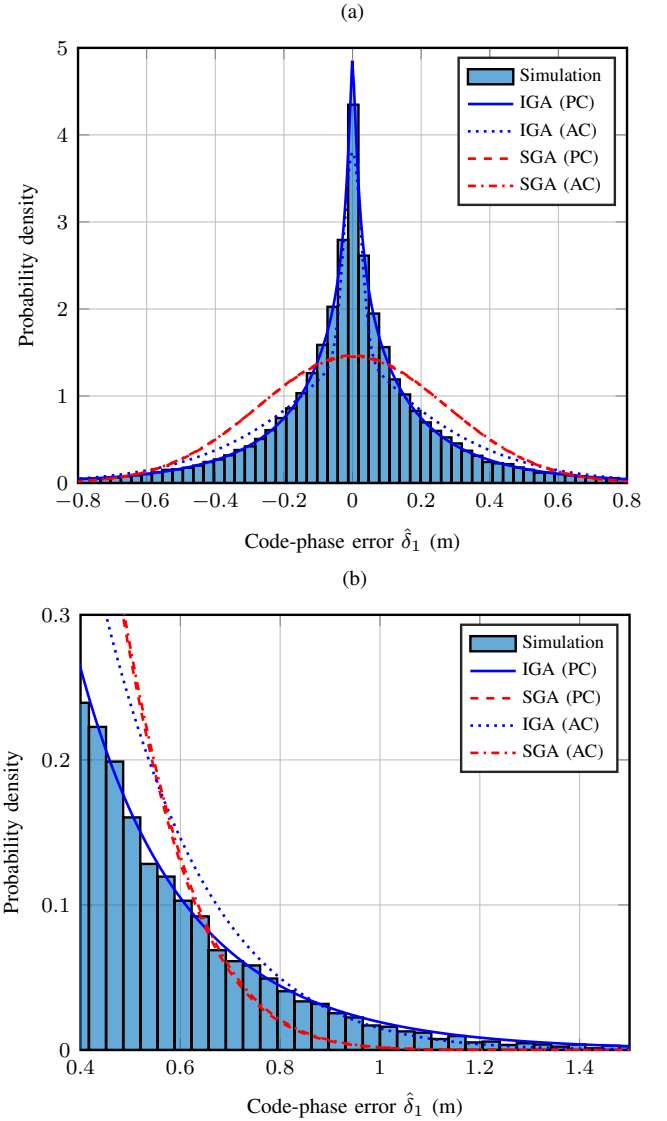 (a)
5
4
3
2
1
0
Probability density
−0.8 −0.6 −0.4 −0.2 0 0.2 0.4 0.6 0.8
Code-phase error δ̂₁ (m)
Simulation
IGA (PC)
IGA (AC)
SGA (PC)
SGA (AC)
(b)
0.3
0.2
0.1
0
Probability density
0.4 0.6 0.8 1 1.2 1.4
Code-phase error δ̂₁ (m)
Simulation
IGA (PC)
SGA (PC)
IGA (AC)
SGA (AC)